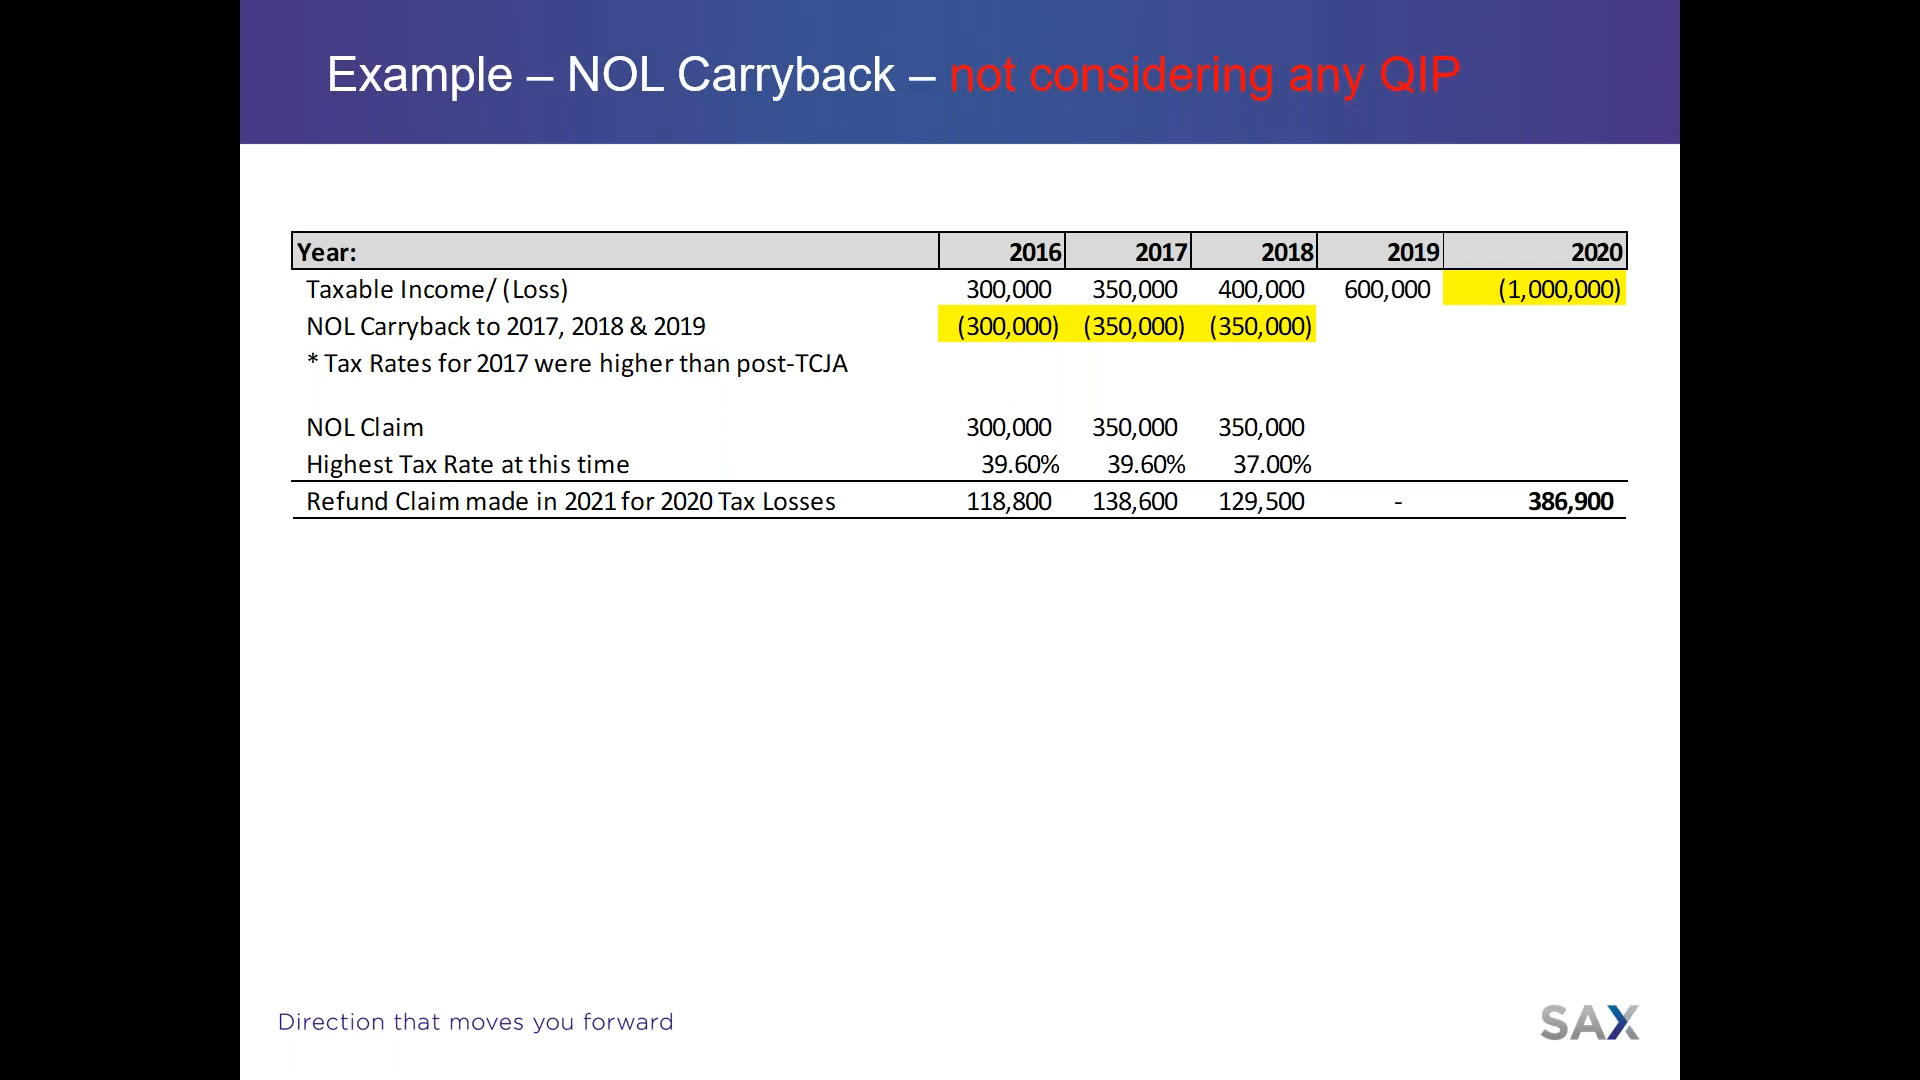 Example – NOL Carryback – not considering any QIP
Year: 2016 2017 2018 2019 2020
Taxable Income/ (Loss) 300,000 350,000 400,000 600,000 (1,000,000)
NOL Carryback to 2017, 2018 & 2019 (300,000) (350,000) (350,000)
* Tax Rates for 2017 were higher than post-TCJA
NOL Claim 300,000 350,000 350,000
Highest Tax Rate at this time 39.60% 39.60% 37.00%
Refund Claim made in 2021 for 2020 Tax Losses 118,800 138,600 129,500 - 386,900
Direction that moves you forward
SAX